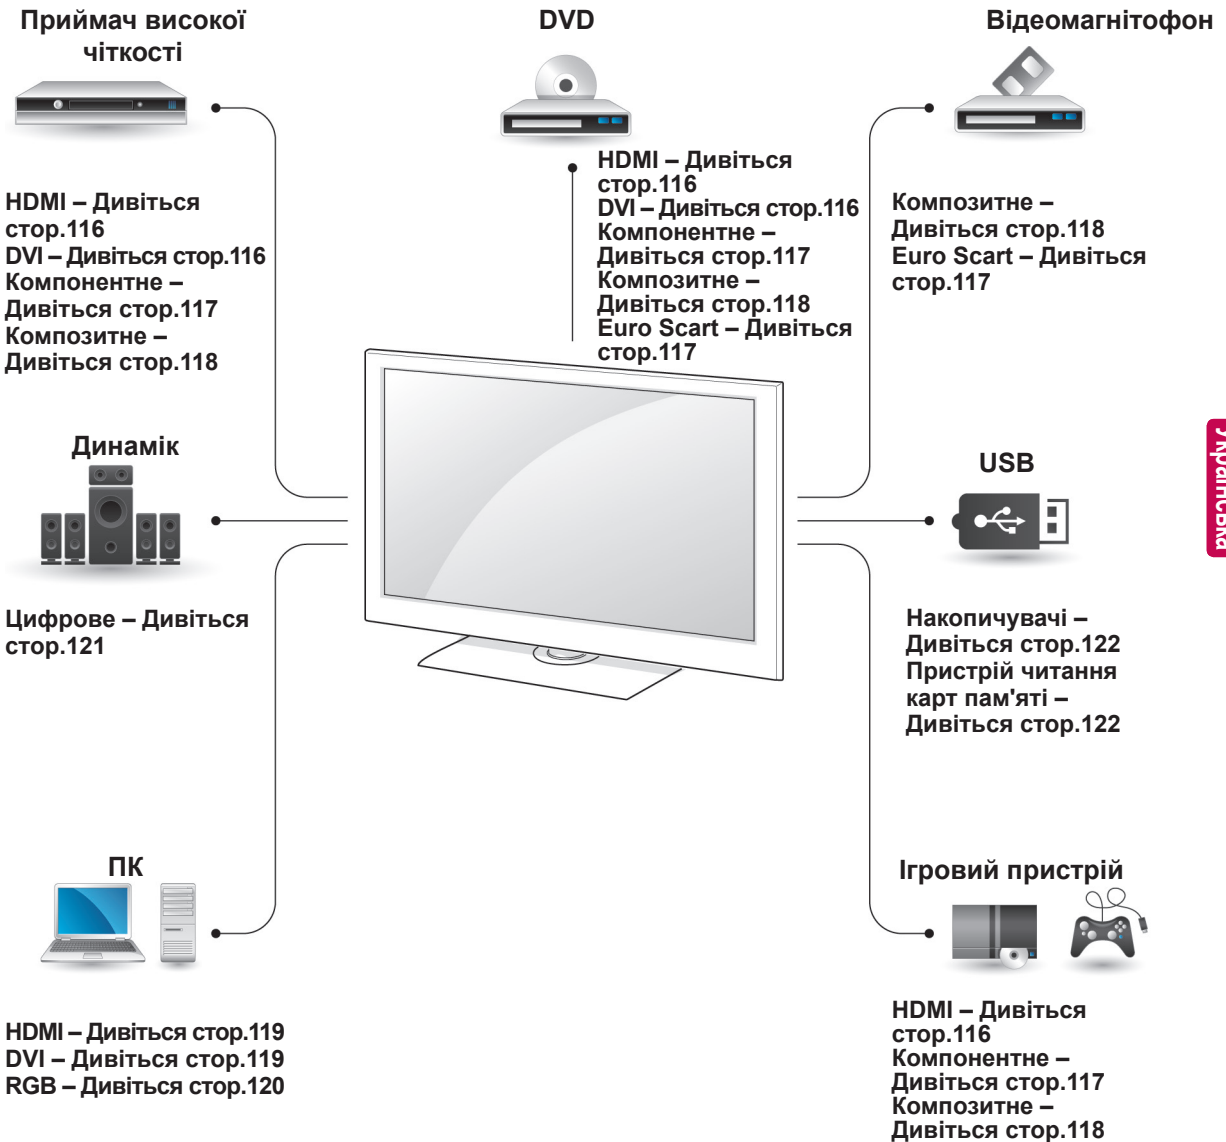 Приймач високої
чіткості
HDMI – Дивіться
стор.116
DVI – Дивіться стор.116
Компонентне –
Дивіться стор.117
Композитне –
Дивіться стор.118
DVD
HDMI – Дивіться
стор.116
DVI – Дивіться стор.116
Компонентне –
Дивіться стор.117
Композитне –
Дивіться стор.118
Euro Scart – Дивіться
стор.117
Відеомагнітофон
Композитне –
Дивіться стор.118
Euro Scart – Дивіться
стор.117
Динамік
Цифрове – Дивіться
стор.121
USB
Накопичувачі –
Дивіться стор.122
Пристрій читання
карт пам'яті –
Дивіться стор.122
Українська
ПК
HDMI – Дивіться стор.119
DVI – Дивіться стор.119
RGB – Дивіться стор.120
Ігровий пристрій
HDMI – Дивіться
стор.116
Компонентне –
Дивіться стор.117
Композитне –
Дивіться стор.118